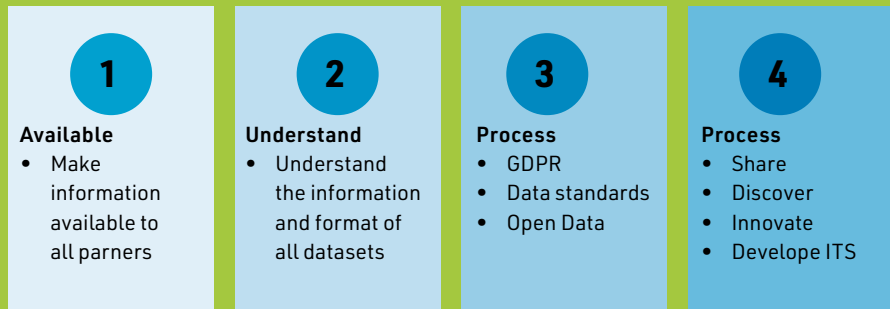 1
Available
• Make
information
available to
all parners
2
Understand
• Understand
the information
and format of
all datasets
3
Process
• GDPR
• Data standards
• Open Data
4
Process
• Share
• Discover
• Innovate
• Develope ITS